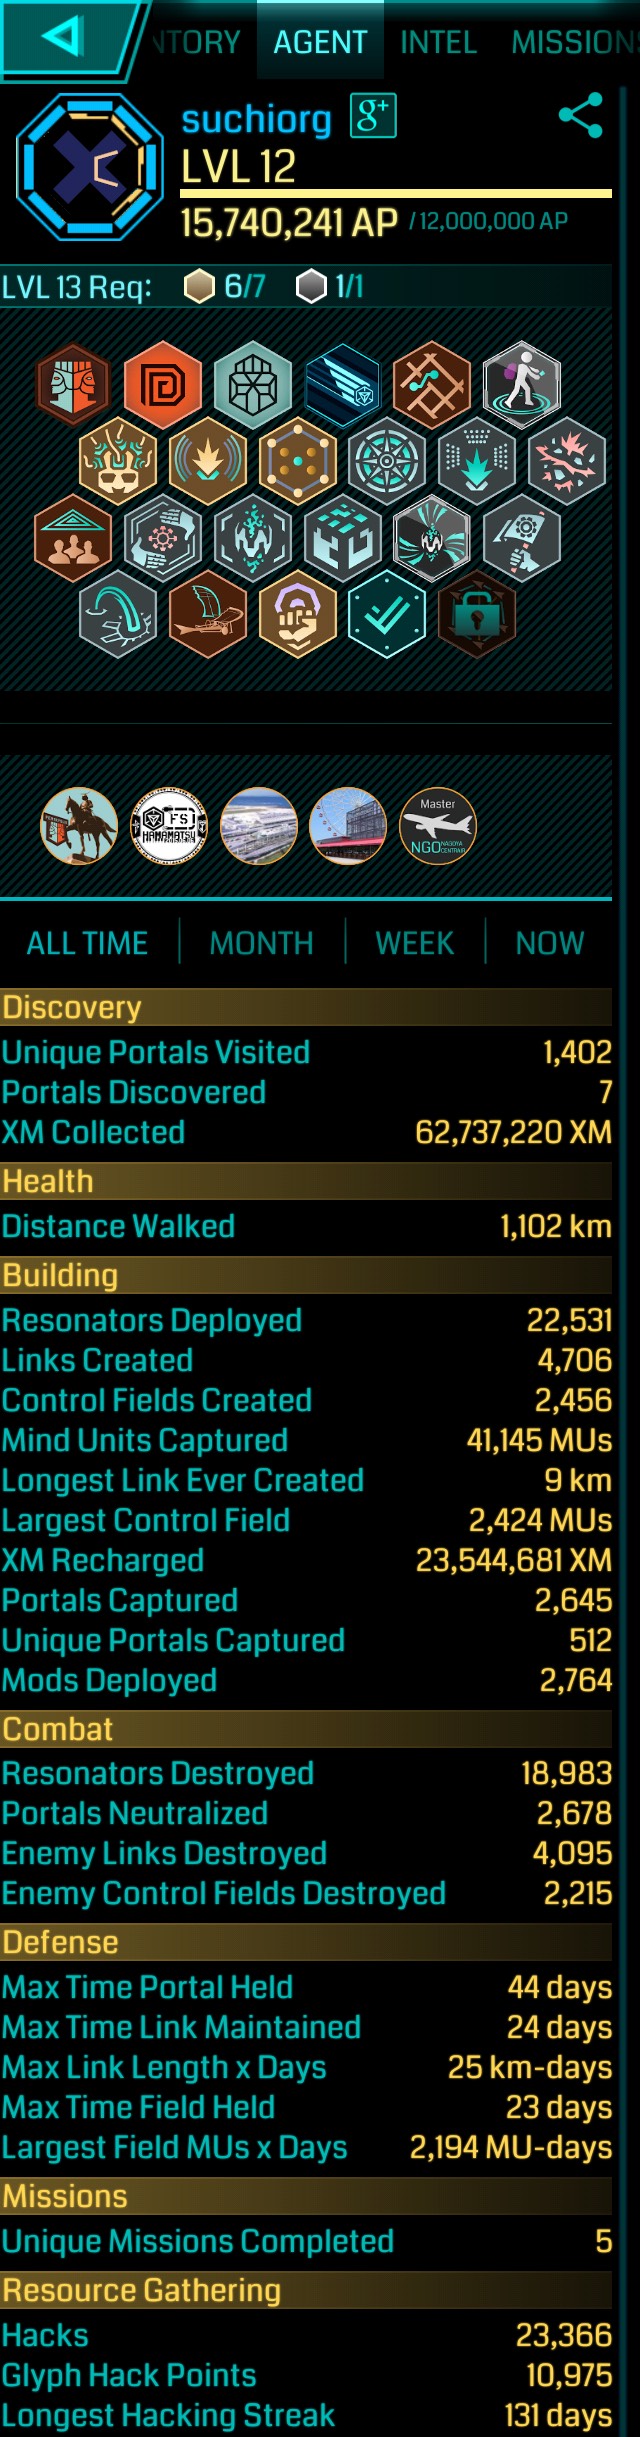 NTORY AGENT INTEL MISSIONS
suchiorg g+
LVL 12
15,740,241 AP / 12,000,000 AP
LVL 13 Req: 6/7 1/1
FS
HAMAMATSU
Master
NGO NAGOYA CENTRAIR
ALL TIME MONTH WEEK NOW
Discovery
Unique Portals Visited 1,402
Portals Discovered 7
XM Collected 62,737,220 XM
Health
Distance Walked 1,102 km
Building
Resonators Deployed 22,531
Links Created 4,706
Control Fields Created 2,456
Mind Units Captured 41,145 MUs
Longest Link Ever Created 9 km
Largest Control Field 2,424 MUs
XM Recharged 23,544,681 XM
Portals Captured 2,645
Unique Portals Captured 512
Mods Deployed 2,764
Combat
Resonators Destroyed 18,983
Portals Neutralized 2,678
Enemy Links Destroyed 4,095
Enemy Control Fields Destroyed 2,215
Defense
Max Time Portal Held 44 days
Max Time Link Maintained 24 days
Max Link Length x Days 25 km-days
Max Time Field Held 23 days
Largest Field MUs x Days 2,194 MU-days
Missions
Unique Missions Completed 5
Resource Gathering
Hacks 23,366
Glyph Hack Points 10,975
Longest Hacking Streak 131 days